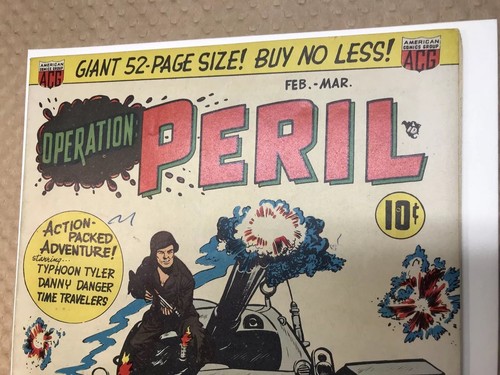 GIANT 52-PAGE SIZE! BUY NO LESS!
AMERICAN
COMICS GROUP
ACG
AMERICAN
COMICS GROUP
ACG
FEB.-MAR.
OPERATION:
PERIL
10¢
ACTION-
PACKED
ADVENTURE!
starring...
TYPHOON TYLER
DANNY DANGER
TIME TRAVELERS